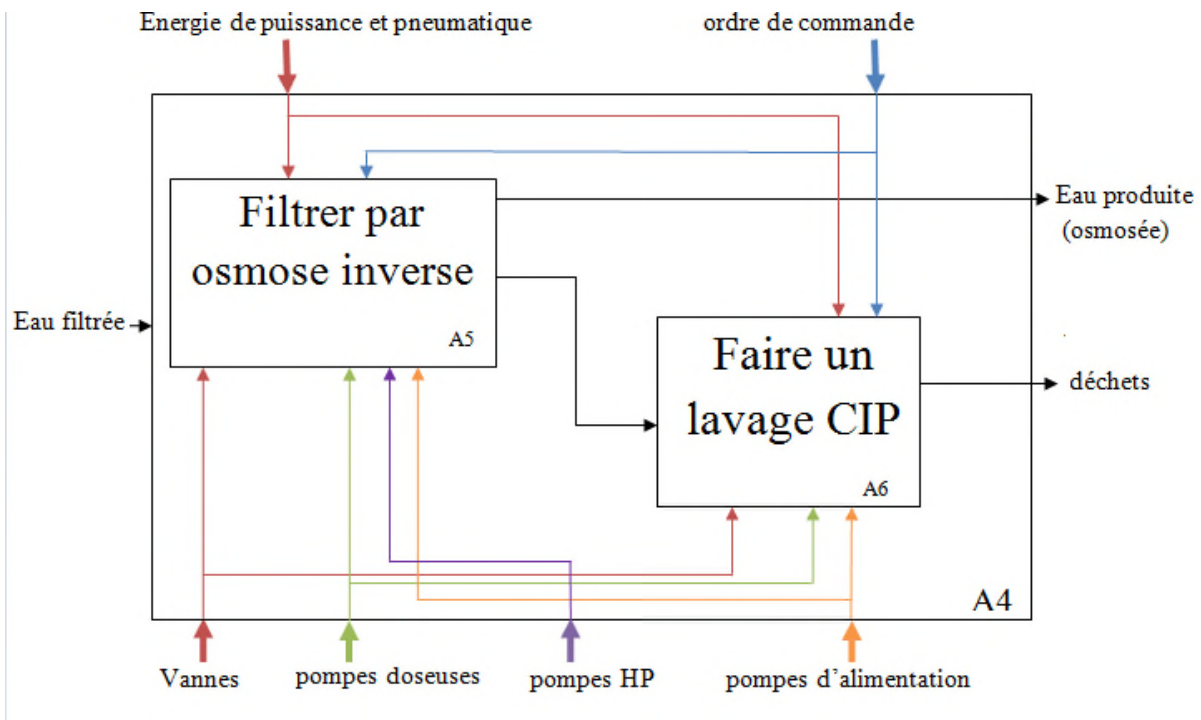 Energie de puissance et pneumatique
ordre de commande
Filtrer par
osmose inverse
A5
Eau produite
(osmosée)
Eau filtrée
Faire un
lavage CIP
A6
déchets
A4
Vannes
pompes doseuses
pompes HP
pompes d'alimentation